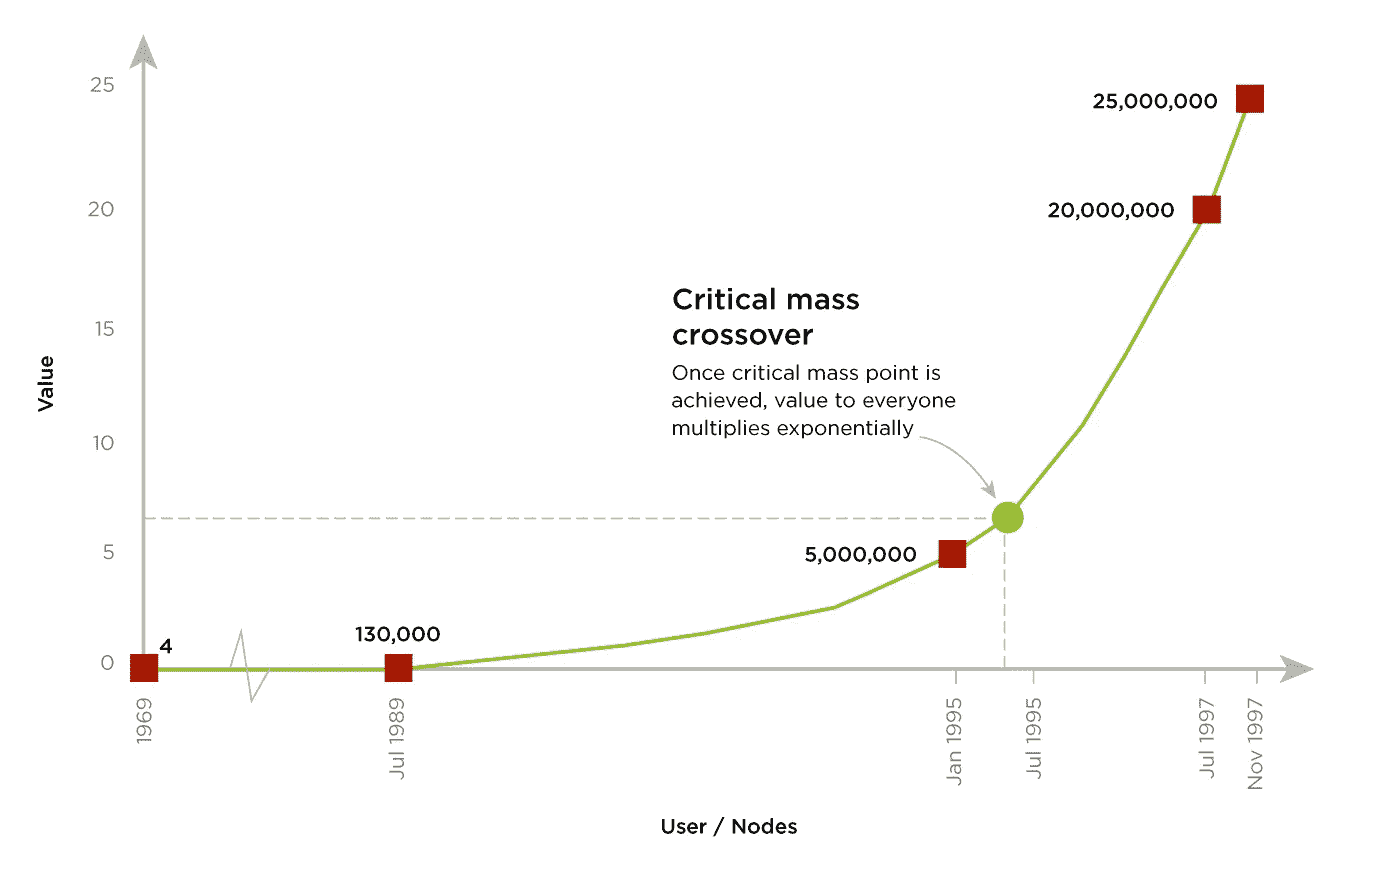 25
25,000,000
20
20,000,000
Critical mass
crossover
15
Once critical mass point is
achieved, value to everyone
multiplies exponentially
Value
10
5
5,000,000
130,000
4
0
1969
Jul 1989
Jan 1995
Jul 1995
Jul 1997
Nov 1997
User / Nodes